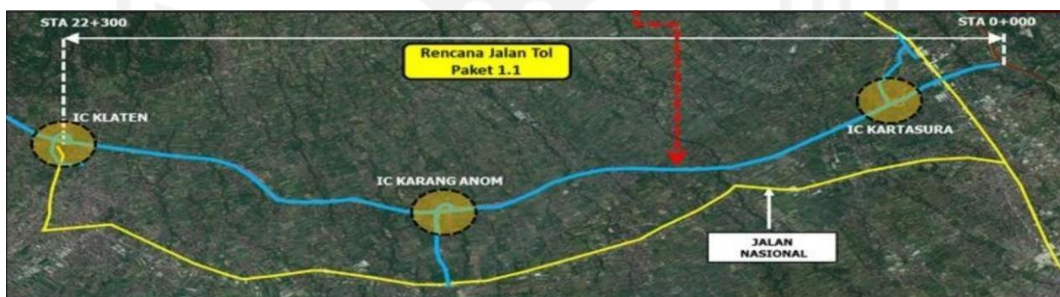 STA 22+300
STA 0+000
Rencana Jalan Tol
Paket 1.1
IC KLATEN
IC KARTASURA
IC KARANG ANOM
JALAN
NASIONAL